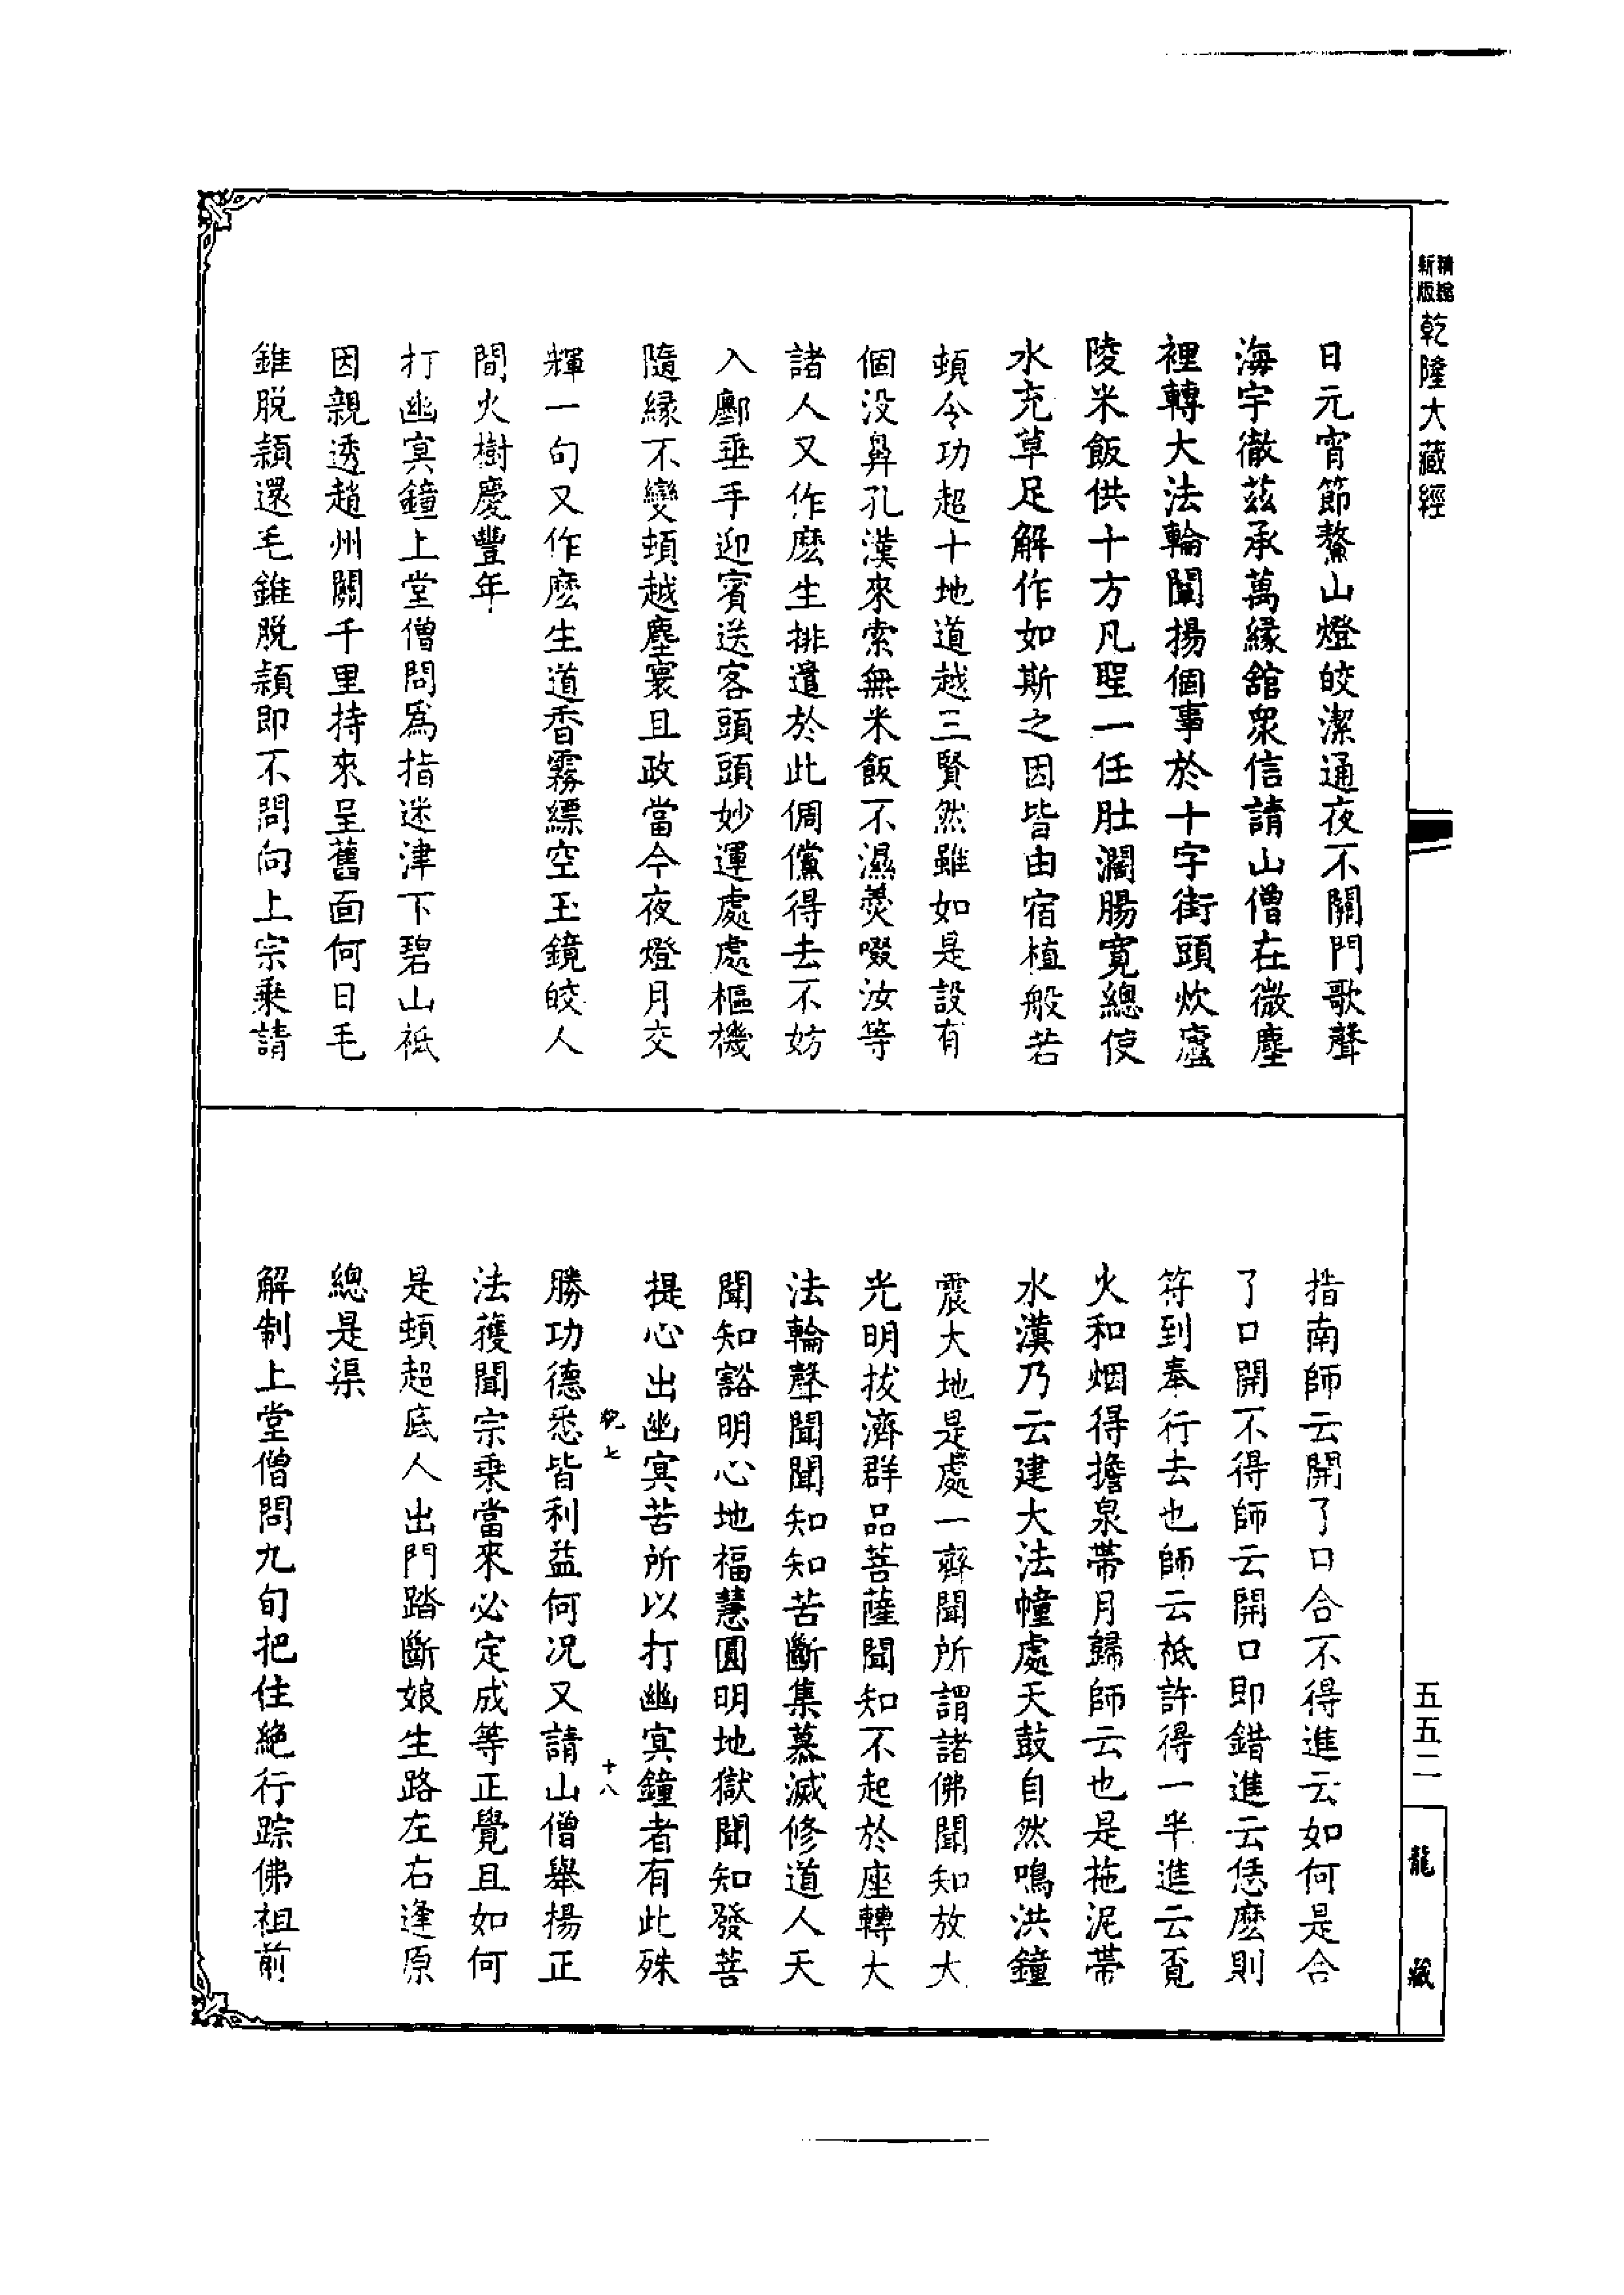 精縮新版
乾隆大藏經
日元宵節鰲山燈皎潔通夜不關門歌聲
海宇徹茲承萬緣舘衆信請山僧在微塵
裡轉大法輪闡揚個事於十字街頭炊廬
陵米飯供十方凡聖一任肚濶腸寬總使
水充草足解作如斯之因皆由宿植般若
頓令功超十地道越三賢然雖如是設有
個没鼻孔漢來索無米飯不濕羹啜汝等
諸人又作麽生排遣於此倜儻得去不妨
入鄽垂手迎賓送客頭頭妙運處處樞機
隨緣不變頓越塵寰且政當今夜燈月交
輝一句又作麽生道香霧縹空玉鏡皎人
間火樹慶豐年
打幽冥鐘上堂僧問爲指迷津下碧山祗
因親透趙州關千里持來呈舊面何日毛
錐脱頴還毛錐脱頴即不問向上宗乘請
指南師云開了口合不得進云如何是合
了口開不得師云開口即錯進云恁麽則
符到奉行去也師云祗許得一半進云覔
火和烟得擔泉帶月歸師云也是拖泥帶
水漢乃云建大法幢處天鼓自然鳴洪鐘
震大地是處一齊聞所謂諸佛聞知放大
光明拔濟群品菩薩聞知不起於座轉大
法輪聲聞聞知知苦斷集慕滅修道人天
聞知豁明心地福慧圓明地獄聞知發菩
提心出幽冥苦所以打幽冥鐘者有此殊
七 十八
勝功德悉皆利益何况又請山僧舉揚正
法獲聞宗乘當來必定成等正覺且如何
是頓超底人出門踏斷娘生路左右逢原
總是渠
解制上堂僧問九旬把住絶行踪佛祖前
五五二
龍藏